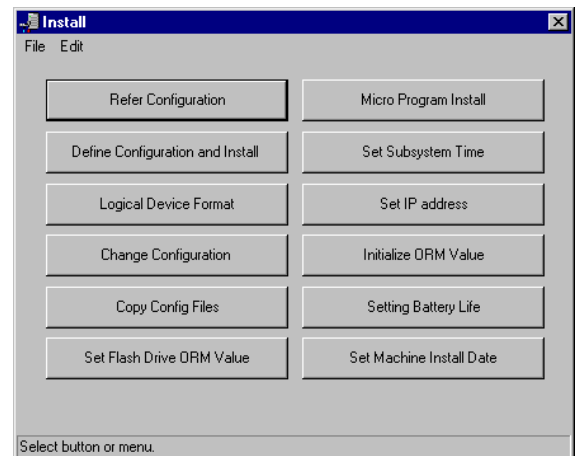 Install
File Edit
Refer Configuration
Micro Program Install
Define Configuration and Install
Set Subsystem Time
Logical Device Format
Set IP address
Change Configuration
Initialize ORM Value
Copy Config Files
Setting Battery Life
Set Flash Drive ORM Value
Set Machine Install Date
Select button or menu.